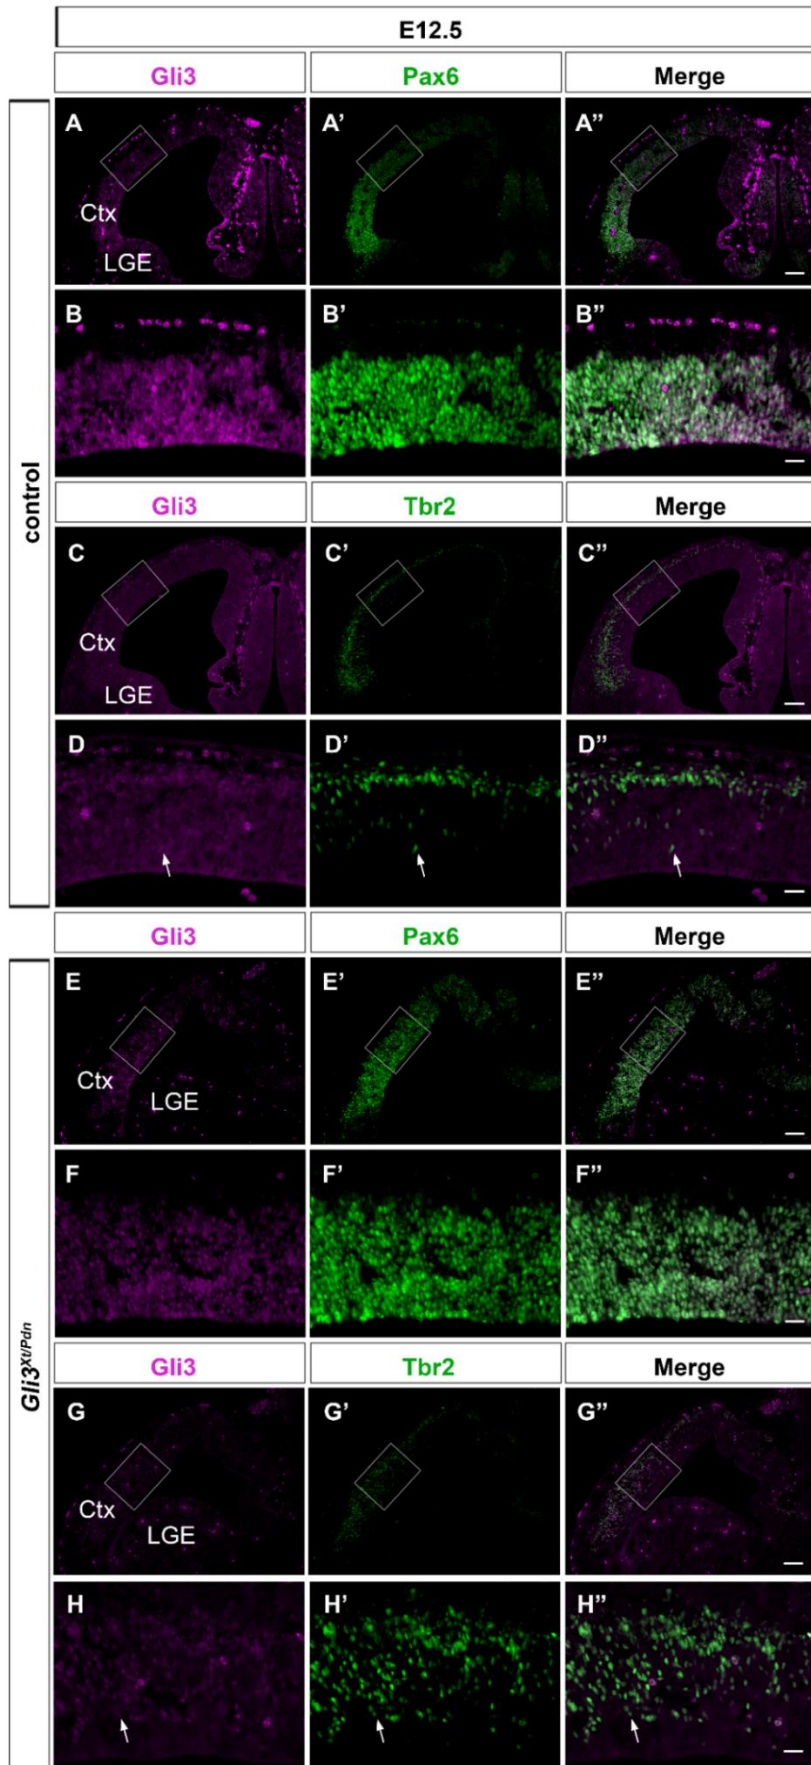 E12.5
Gli3 Pax6 Merge
A A’ A’’
Ctx
LGE
B B’ B’’
control
Gli3 Tbr2 Merge
C C’ C’’
Ctx
LGE
D D’ D’’
Gli3 Pax6 Merge
E E’ E’’
Ctx
LGE
F F’ F’’
Gli3Xt/Pdn
Gli3 Tbr2 Merge
G G’ G’’
Ctx
LGE
H H’ H’’